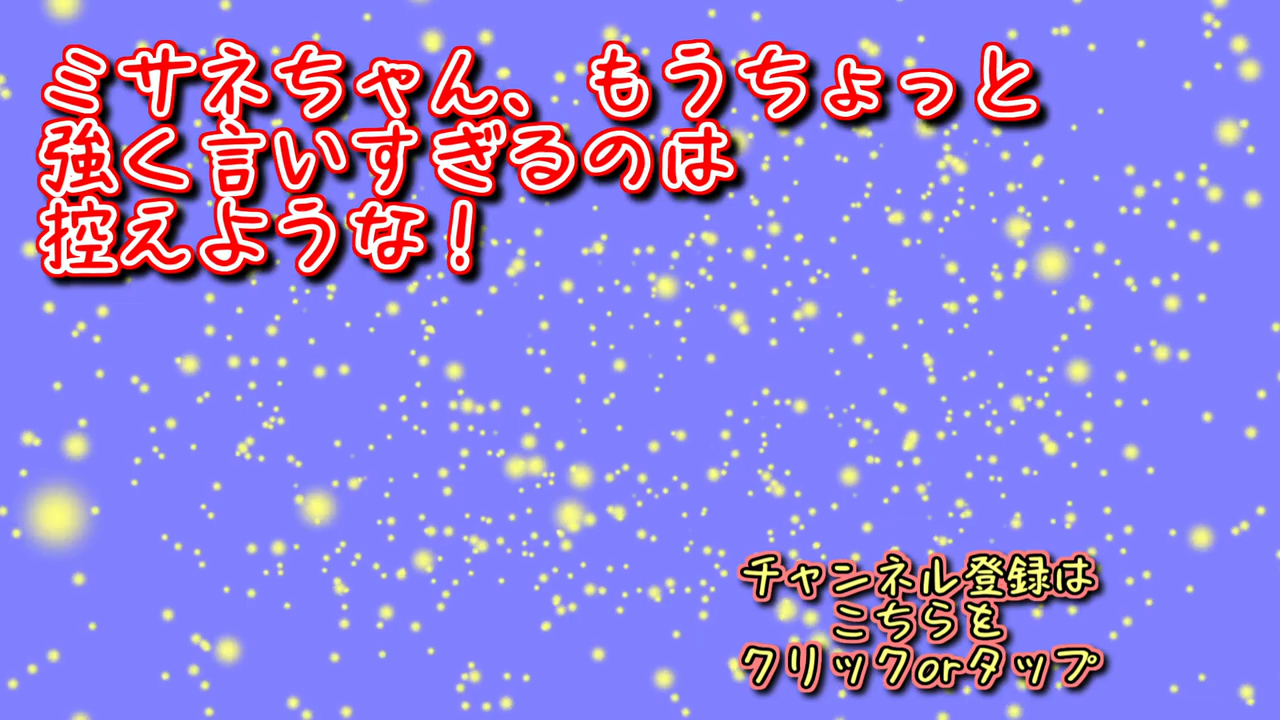 ミサネちゃん、もうちょっと
強く言いすぎるのは
控えような！
チャンネル登録は
こちらを
クリックorタップ